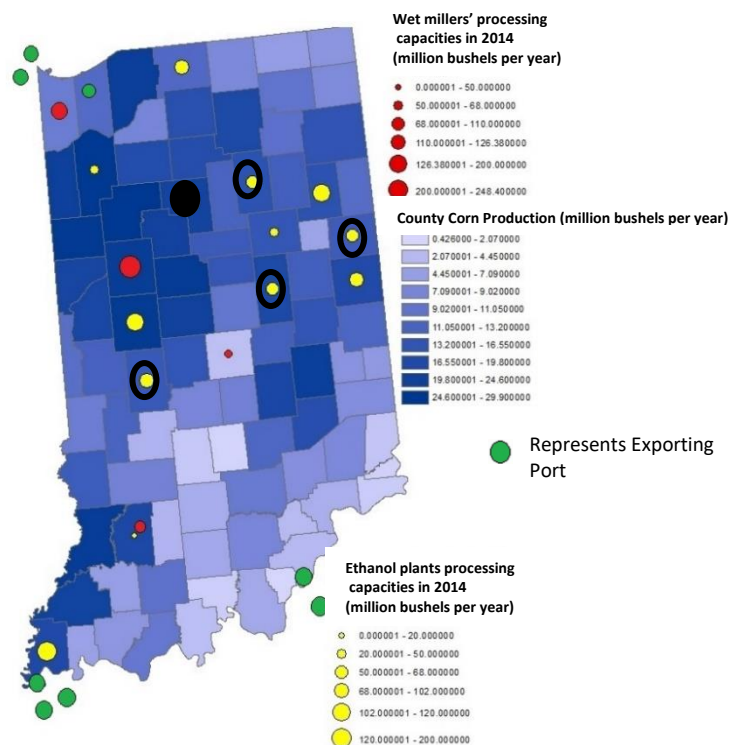 Wet millers’ processing
capacities in 2014
(million bushels per year)
0.000001 - 50.000000
50.000001 - 68.000000
68.000001 - 110.000000
110.000001 - 126.380000
126.380001 - 200.000000
200.000001 - 248.400000
County Corn Production (million bushels per year)
0.426000 - 2.070000
2.070001 - 4.450000
4.450001 - 7.090000
7.090001 - 9.020000
9.020001 - 11.050000
11.050001 - 13.200000
13.200001 - 16.550000
16.550001 - 19.800000
19.800001 - 24.600000
24.600001 - 29.900000
Represents Exporting
Port
Ethanol plants processing
capacities in 2014
(million bushels per year)
0.000001 - 20.000000
20.000001 - 50.000000
50.000001 - 68.000000
68.000001 - 102.000000
102.000001 - 120.000000
120.000001 - 200.000000